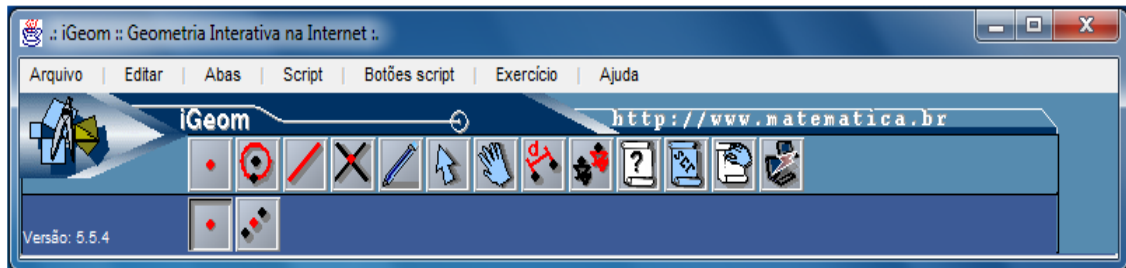 .: iGeom :: Geometria Interativa na Internet :.
Arquivo | Editar | Abas | Script | Botões script | Exercício | Ajuda
iGeom
http://www.matematica.br
d
?
Versão: 5.5.4